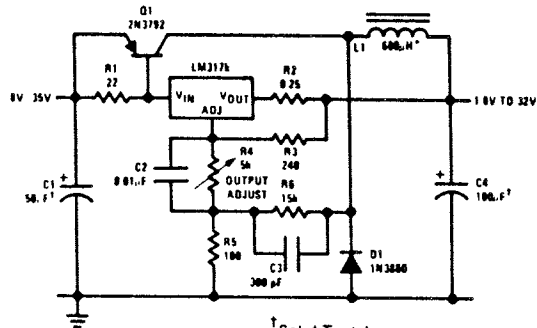 Q1
2N3792
L1
600µH*
R1
22
LM317k
VIN
VOUT
ADJ
R2
0.25
8V 35V
1.8V TO 32V
R3
240
R4
5k
OUTPUT
ADJUST
C2
0.01µF
R6
15k
C1
50µF†
C4
100µF†
R5
100
C3
300 pF
D1
1N3880